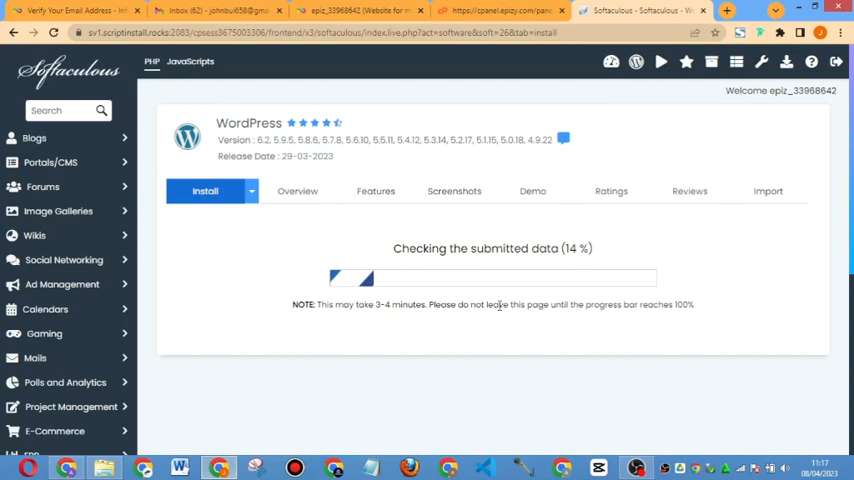 Verify Your Email Address - Info
Inbox (62) - johnbui658@gma
epiz_33968642 (Website for m
https://cpanel.epizy.com/pan
Softaculous - Softaculous - W
sv1.scriptinstall.rocks:2083/cpsess3675003306/frontend/x3/softaculous/index.live.php?act=software&soft=26&tab=install
Softaculous
PHP JavaScripts
Welcome epiz_33968642
Search
Blogs
Portals/CMS
Forums
Image Galleries
Wikis
Social Networking
Ad Management
Calendars
Gaming
Mails
Polls and Analytics
Project Management
E-Commerce
ERP
WordPress
Version : 6.2, 5.9.5, 5.8.6, 5.7.8, 5.6.10, 5.5.11, 5.4.12, 5.3.14, 5.2.17, 5.1.15, 5.0.18, 4.9.22
Release Date : 29-03-2023
Install Overview Features Screenshots Demo Ratings Reviews Import
Checking the submitted data (14 %)
NOTE: This may take 3-4 minutes. Please do not leave this page until the progress bar reaches 100%
11:17
08/04/2023